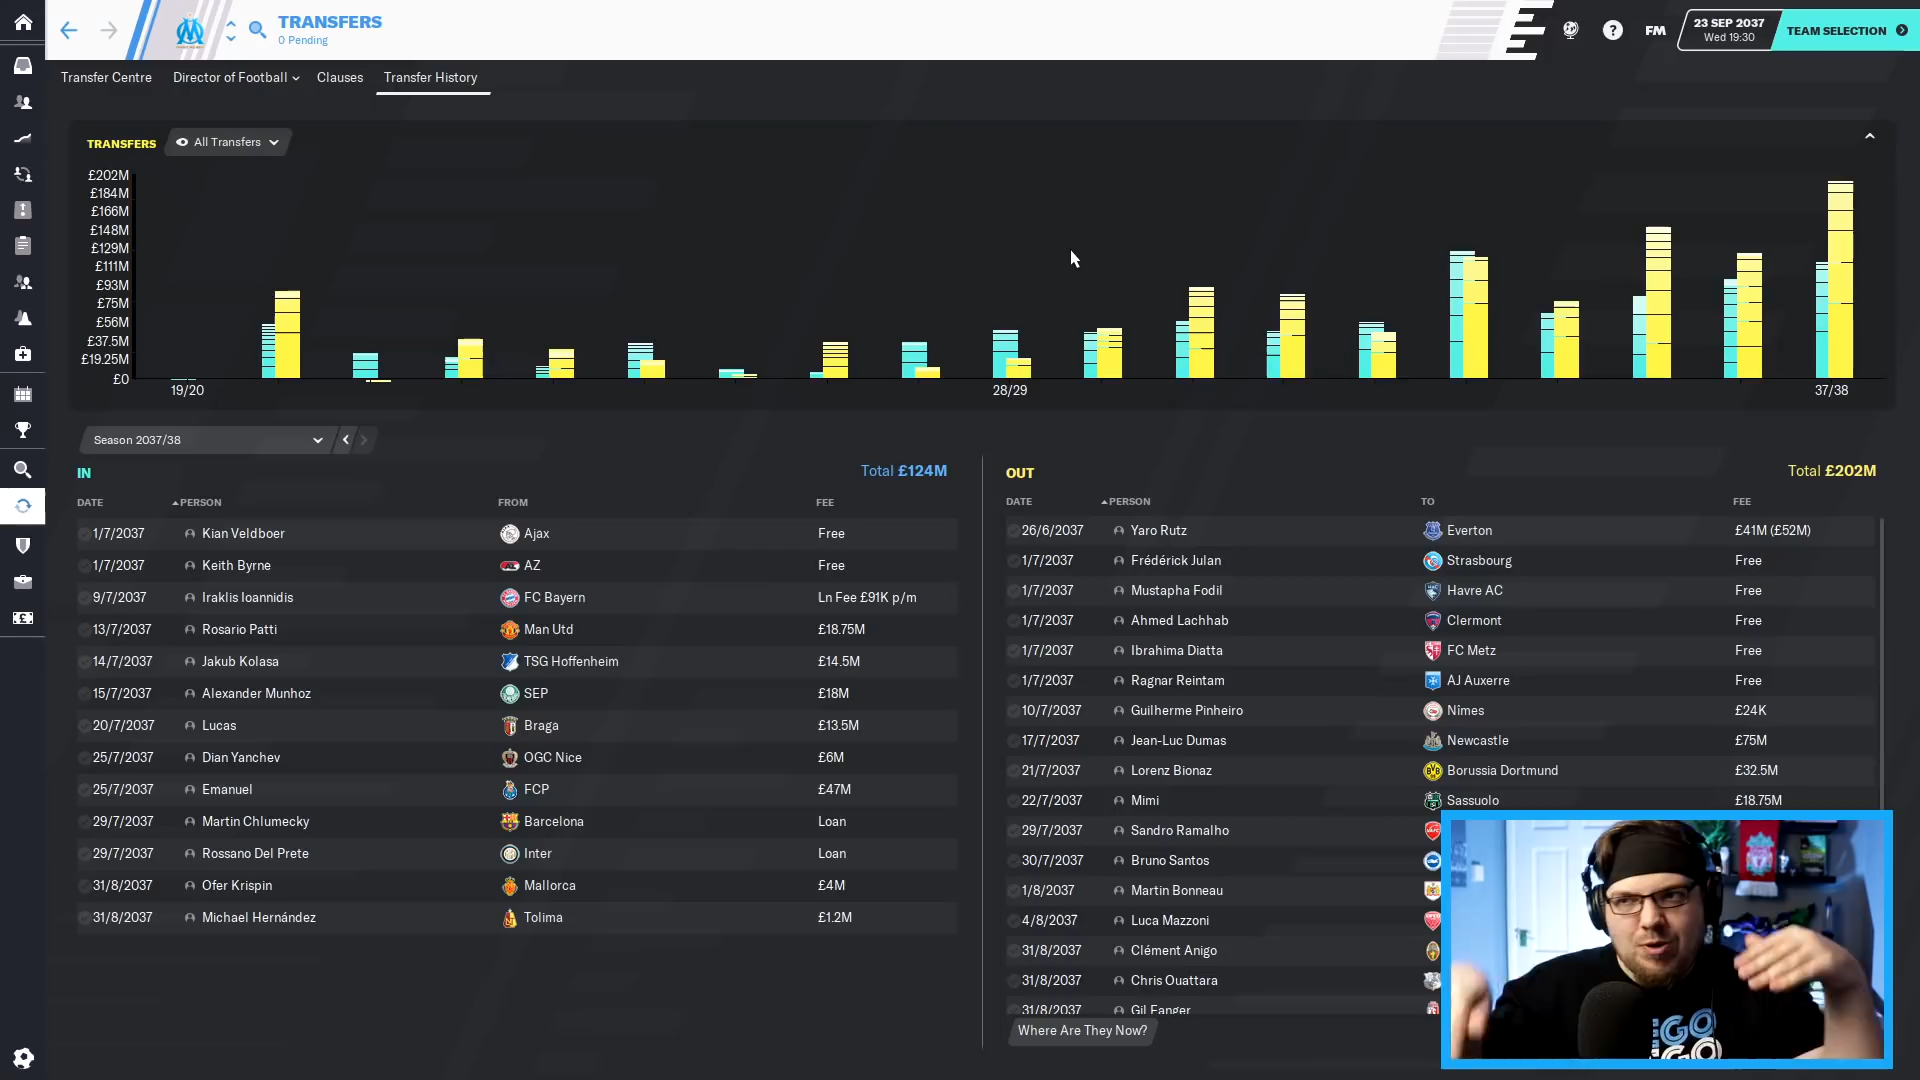 TRANSFERS
0 Pending
FM
23 SEP 2037
Wed 19:30
TEAM SELECTION
Transfer Centre
Director of Football
Clauses
Transfer History
TRANSFERS
All Transfers
£202M
£184M
£166M
£148M
£129M
£111M
£93M
£75M
£56M
£37.5M
£19.25M
£0
19/20
28/29
37/38
Season 2037/38
IN
Total £124M
DATE PERSON FROM FEE
1/7/2037 Kian Veldboer Ajax Free
1/7/2037 Keith Byrne AZ Free
9/7/2037 Iraklis Ioannidis FC Bayern Ln Fee £91K p/m
13/7/2037 Rosario Patti Man Utd £18.75M
14/7/2037 Jakub Kolasa TSG Hoffenheim £14.5M
15/7/2037 Alexander Munhoz SEP £18M
20/7/2037 Lucas Braga £13.5M
25/7/2037 Dian Yanchev OGC Nice £6M
25/7/2037 Emanuel FCP £47M
29/7/2037 Martin Chlumecky Barcelona Loan
29/7/2037 Rossano Del Prete Inter Loan
31/8/2037 Ofer Krispin Mallorca £4M
31/8/2037 Michael Hernández Tolima £1.2M
OUT
Total £202M
DATE PERSON TO FEE
26/6/2037 Yaro Rutz Everton £41M (£52M)
1/7/2037 Frédérick Julan Strasbourg Free
1/7/2037 Mustapha Fodil Havre AC Free
1/7/2037 Ahmed Lachhab Clermont Free
1/7/2037 Ibrahima Diatta FC Metz Free
1/7/2037 Ragnar Reintam AJ Auxerre Free
10/7/2037 Guilherme Pinheiro Nîmes £24K
17/7/2037 Jean-Luc Dumas Newcastle £75M
21/7/2037 Lorenz Bionaz Borussia Dortmund £32.5M
22/7/2037 Mimi Sassuolo £18.75M
29/7/2037 Sandro Ramalho
30/7/2037 Bruno Santos
1/8/2037 Martin Bonneau
4/8/2037 Luca Mazzoni
31/8/2037 Clément Anigo
31/8/2037 Chris Ouattara
31/8/2037 Gil Fanger
Where Are They Now?